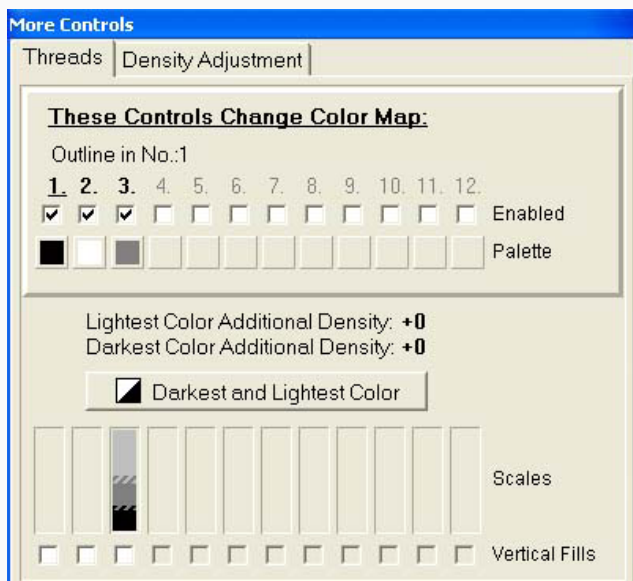 More Controls
Threads Density Adjustment
These Controls Change Color Map:
Outline in No.:1
1. 2. 3. 4. 5. 6. 7. 8. 9. 10. 11. 12.
Enabled
Palette
Lightest Color Additional Density: +0
Darkest Color Additional Density: +0
Darkest and Lightest Color
Scales
Vertical Fills